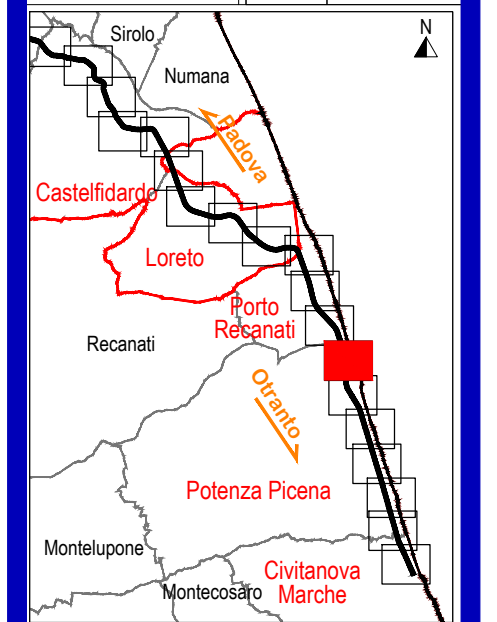 Sirolo
N
Numana
Padova
Castelfidardo
Loreto
Porto
Recanati
Recanati
Otranto
Potenza Picena
Montelupone
Civitanova
Marche
Montecosaro